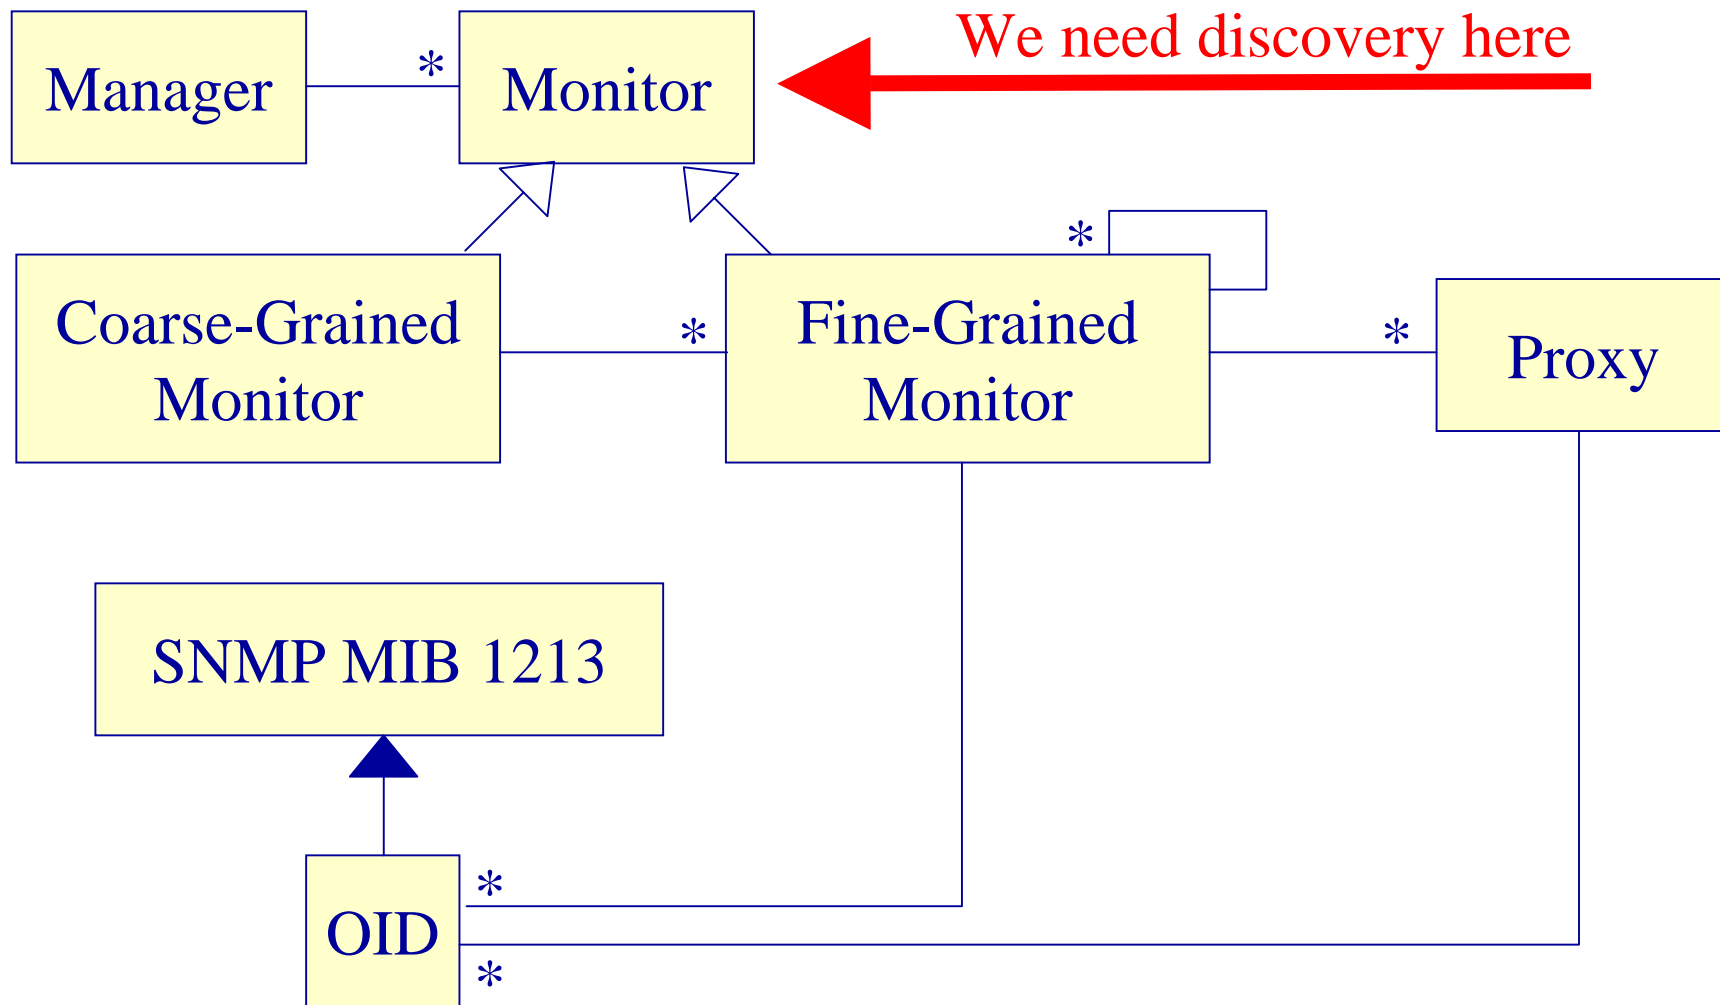 We need discovery here
Manager
*
Monitor
*
Coarse-Grained
Monitor
*
Fine-Grained
Monitor
*
Proxy
SNMP MIB 1213
*
OID
*